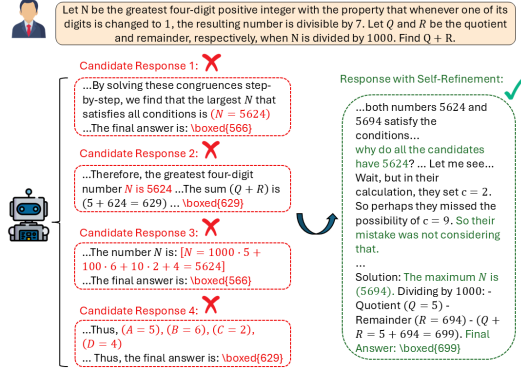 Let N be the greatest four-digit positive integer with the property that whenever one of its
digits is changed to 1, the resulting number is divisible by 7. Let Q and R be the quotient
and remainder, respectively, when N is divided by 1000. Find Q + R.
Candidate Response 1:
...By solving these congruences step-
by-step, we find that the largest N that
satisfies all conditions is (N = 5624)
...The final answer is: \boxed{566}
Candidate Response 2:
...Therefore, the greatest four-digit
number N is 5624 ...The sum (Q + R) is
(5 + 624 = 629) ... \boxed{629}
Candidate Response 3:
...The number N is: [N = 1000 · 5 +
100 · 6 + 10 · 2 + 4 = 5624]
...The final answer is: \boxed{566}
Candidate Response 4:
...Thus, (A = 5), (B = 6), (C = 2),
(D = 4)
... Thus, the final answer is: \boxed{629}
Response with Self-Refinement:
...both numbers 5624 and
5694 satisfy the
conditions...
why do all the candidates
have 5624? ... Let me see...
Wait, but in their
calculation, they set c = 2.
So perhaps they missed the
possibility of c = 9. So their
mistake was not considering
that.
...
Solution: The maximum N is
(5694). Dividing by 1000: -
Quotient (Q = 5) -
Remainder (R = 694) - (Q +
R = 5 + 694 = 699). Final
Answer: \boxed{699}